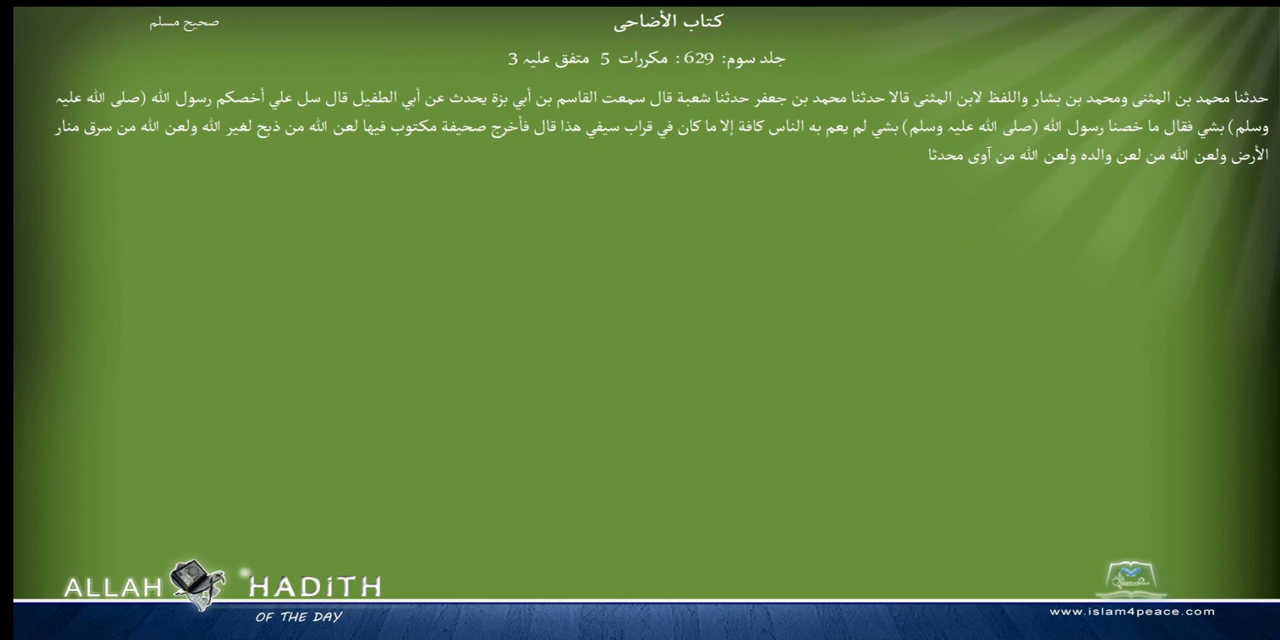 صحيح مسلم
كتاب الأضاحى
جلد سوم: 629 : مکررات 5 متفق علیہ 3
حدثنا محمد بن المثنى ومحمد بن بشار واللفظ لابن المثنى قالا حدثنا محمد بن جعفر حدثنا شعبة قال سمعت القاسم بن أبي بزة يحدث عن أبي الطفيل قال سل علي أخصكم رسول الله (صلى الله عليه
وسلم) بشي فقال ما خصنا رسول الله (صلى الله عليه وسلم) بشي لم يعم به الناس كافة إلا ما كان في قراب سيفي هذا قال فأخرج صحيفة مكتوب فيها لعن الله من ذبح لغير الله ولعن الله من سرق منار
الأرض ولعن الله من لعن والده ولعن الله من آوى محدثا
ALLAH HADITH
OF THE DAY
www.islam4peace.com